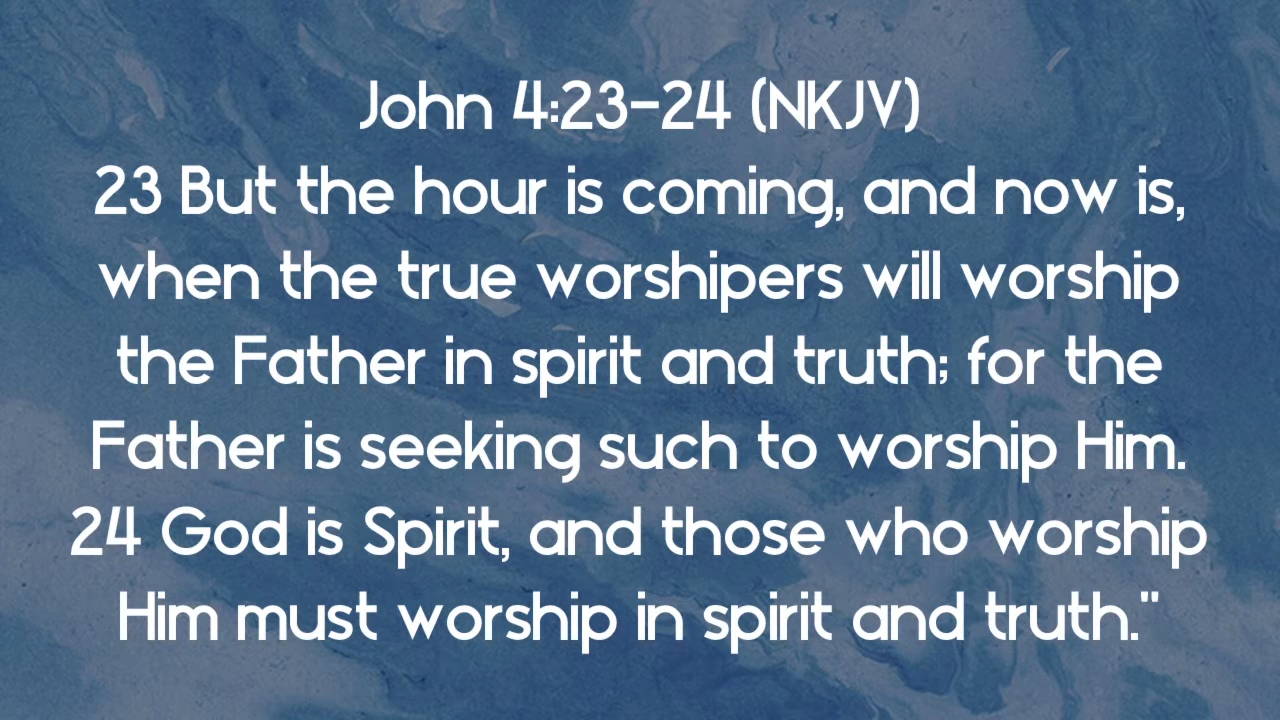 John 4:23-24 (NKJV)
23 But the hour is coming, and now is,
when the true worshipers will worship
the Father in spirit and truth; for the
Father is seeking such to worship Him.
24 God is Spirit, and those who worship
Him must worship in spirit and truth."